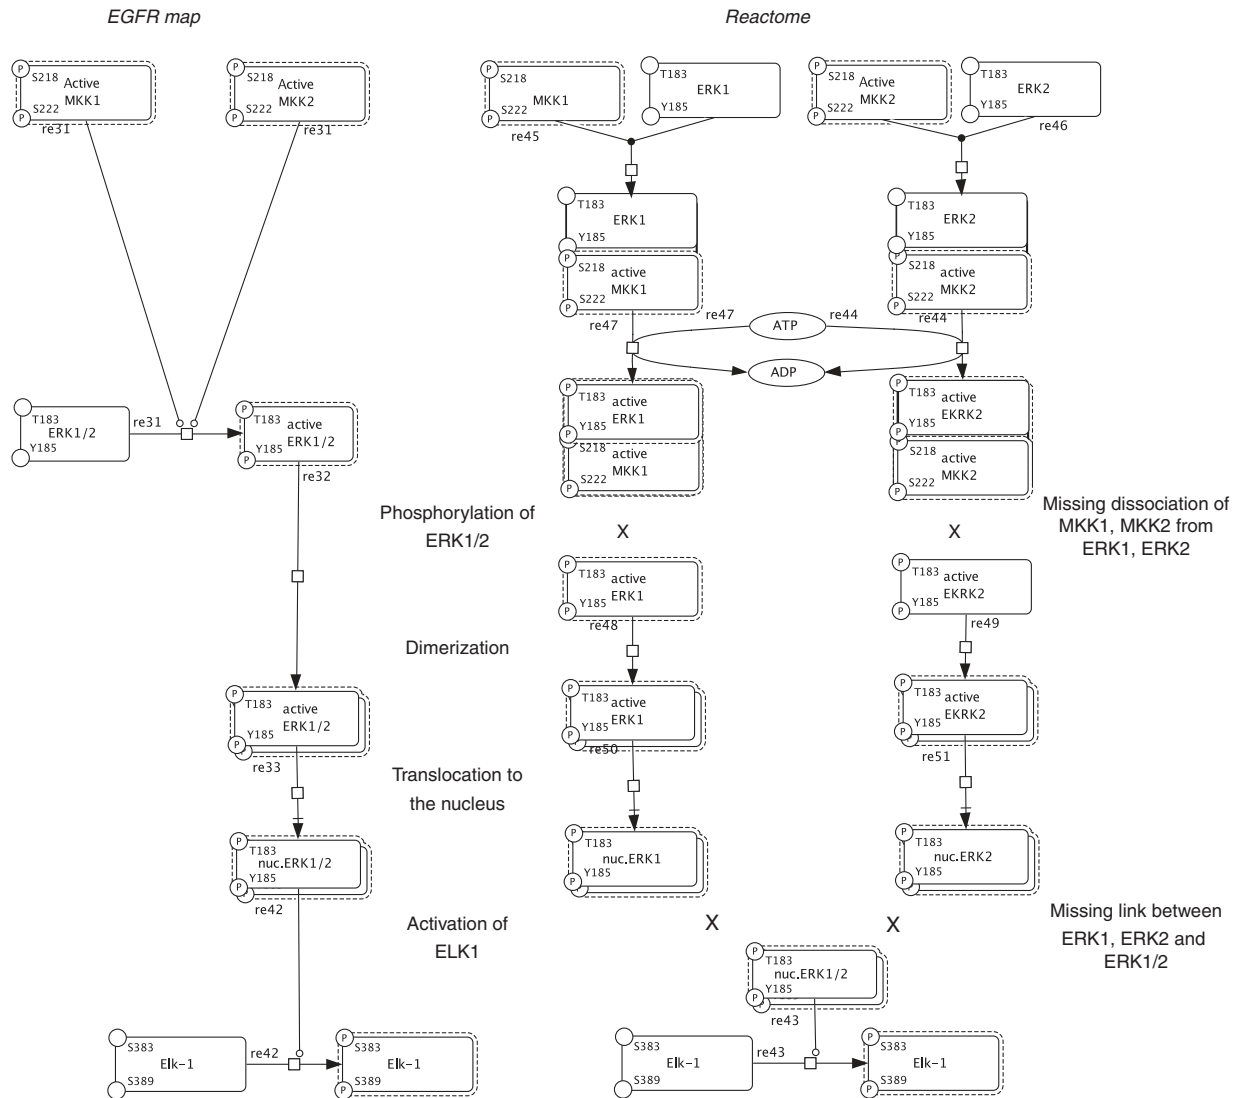 EGFR map
Reactome
P
S218
Active
MKK1
S222
P
re31
P
S218
Active
MKK2
S222
P
re31
P
S218
MKK1
S222
P
re45
T183
ERK1
Y185
P
S218
Active
MKK2
S222
P
T183
ERK2
Y185
re46
T183
ERK1
Y185
P
S218
active
MKK1
S222
P
re47
T183
ERK2
Y185
P
S218
active
MKK2
S222
P
re44
re47
ATP
re44
ADP
T183
ERK1/2
Y185
re31
P
T183
active
ERK1/2
Y185
P
re32
P
T183
active
ERK1
Y185
P
S218
active
MKK1
S222
P
P
T183
active
EKRK2
Y185
P
S218
active
MKK2
S222
P
Phosphorylation of
ERK1/2
X
X
Missing dissociation of
MKK1, MKK2 from
ERK1, ERK2
P
T183
active
ERK1
Y185
P
re48
P
T183
active
EKRK2
Y185
P
re49
Dimerization
P
T183
active
ERK1/2
Y185
P
P
re33
P
T183
active
ERK1
Y185
P
P
re50
P
T183
active
EKRK2
Y185
P
P
re51
Translocation to
the nucleus
P
T183
nuc.ERK1/2
Y185
P
P
re42
P
T183
nuc.ERK1
Y185
P
P
P
T183
nuc.ERK2
Y185
P
P
Activation of
ELK1
X
X
Missing link between
ERK1, ERK2 and
ERK1/2
P
T183
nuc.ERK1/2
Y185
P
P
re43
S383
Elk-1
S389
re42
P
S383
Elk-1
S389
P
S383
Elk-1
S389
re43
P
S383
Elk-1
S389
P